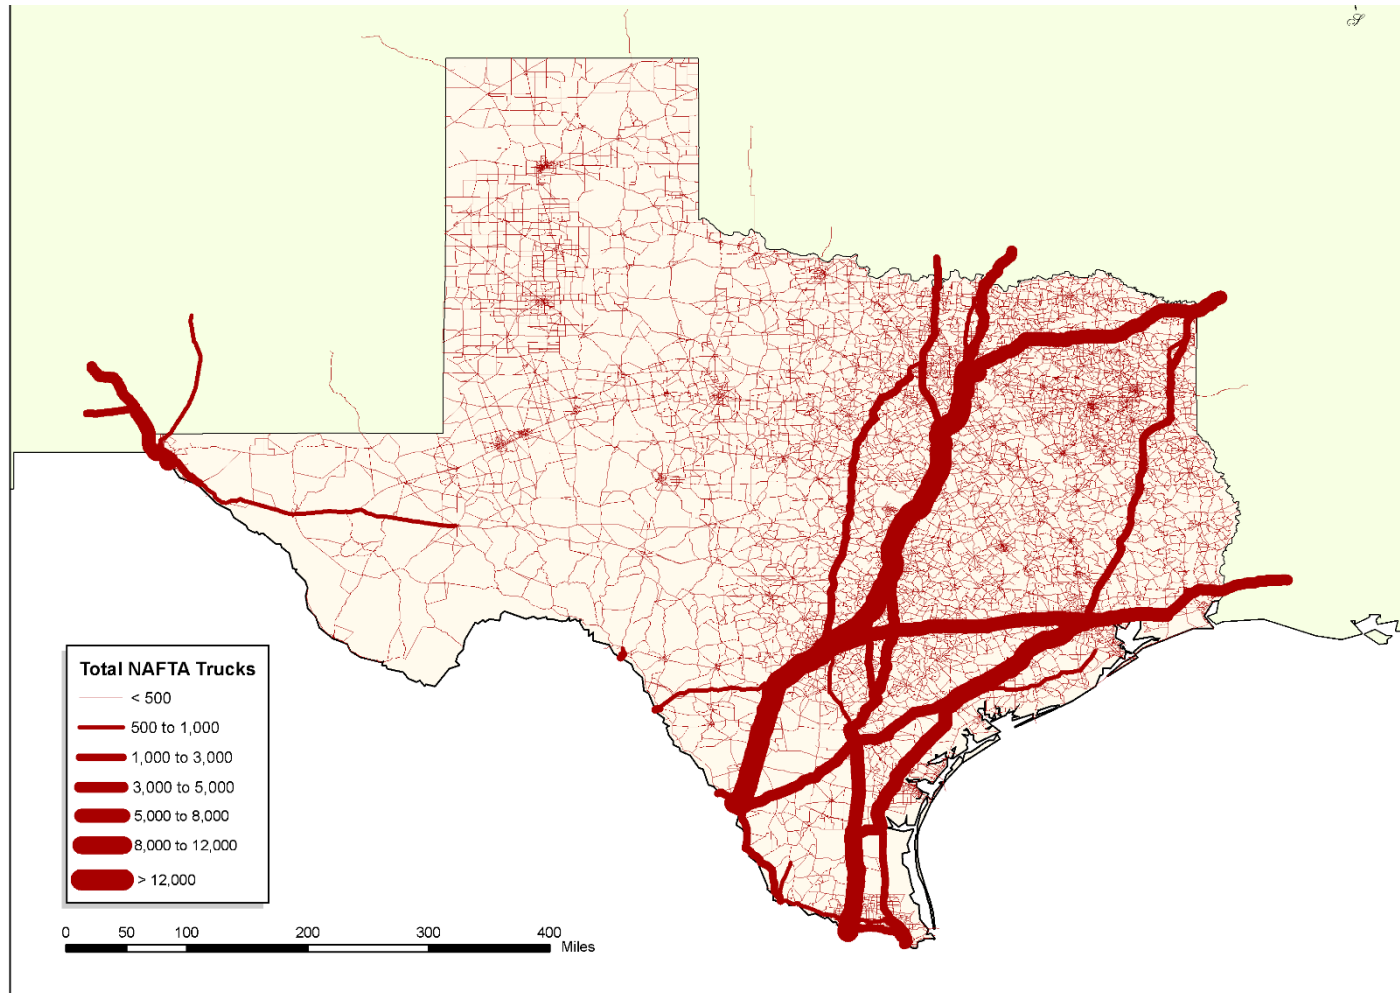 Total NAFTA Trucks
< 500
500 to 1,000
1,000 to 3,000
3,000 to 5,000
5,000 to 8,000
8,000 to 12,000
> 12,000
0 50 100 200 300 400
Miles